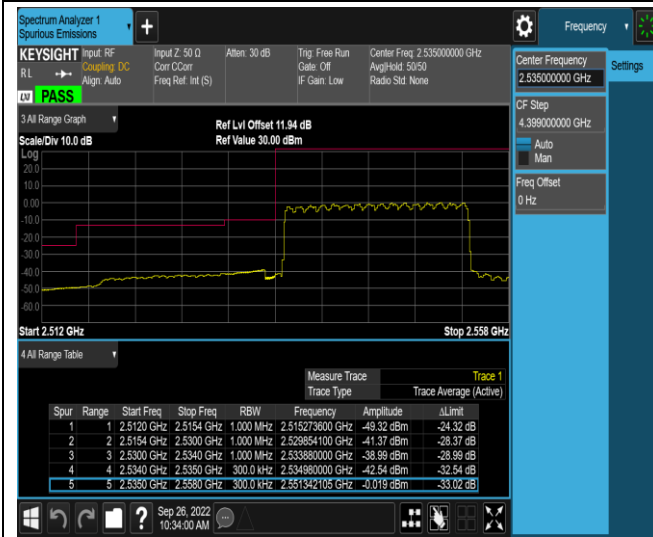 Spectrum Analyzer 1
Spurious Emissions
Frequency
KEYSIGHT
RL
Input: RF
Coupling: DC
Align: Auto
Input Z: 50 Ω
Corr CCorr
Freq Ref: Int (S)
Atten: 30 dB
Trig: Free Run
Gate: Off
IF Gain: Low
Center Freq: 2.535000000 GHz
Avg|Hold: 50/50
Radio Std: None
LXI PASS
Center Frequency
2.535000000 GHz
Settings
CF Step
4.399000000 GHz
Auto
Man
Freq Offset
0 Hz
3 All Range Graph
Scale/Div 10.0 dB
Ref Lvl Offset 11.94 dB
Ref Value 30.00 dBm
Log
20.0
10.0
0.00
-10.0
-20.0
-30.0
-40.0
-50.0
-60.0
Start 2.512 GHz
Stop 2.558 GHz
4 All Range Table
Measure Trace Trace 1
Trace Type Trace Average (Active)
Spur Range Start Freq Stop Freq RBW Frequency Amplitude ΔLimit
1 1 2.5120 GHz 2.5154 GHz 1.000 MHz 2.515273600 GHz -49.32 dBm -24.32 dB
2 2 2.5154 GHz 2.5300 GHz 1.000 MHz 2.529854100 GHz -41.37 dBm -28.37 dB
3 3 2.5300 GHz 2.5340 GHz 1.000 MHz 2.533880000 GHz -38.99 dBm -28.99 dB
4 4 2.5340 GHz 2.5350 GHz 300.0 kHz 2.534980000 GHz -42.54 dBm -32.54 dB
5 5 2.5350 GHz 2.5580 GHz 300.0 kHz 2.551342105 GHz -0.019 dBm -33.02 dB
Sep 26, 2022
10:34:00 AM